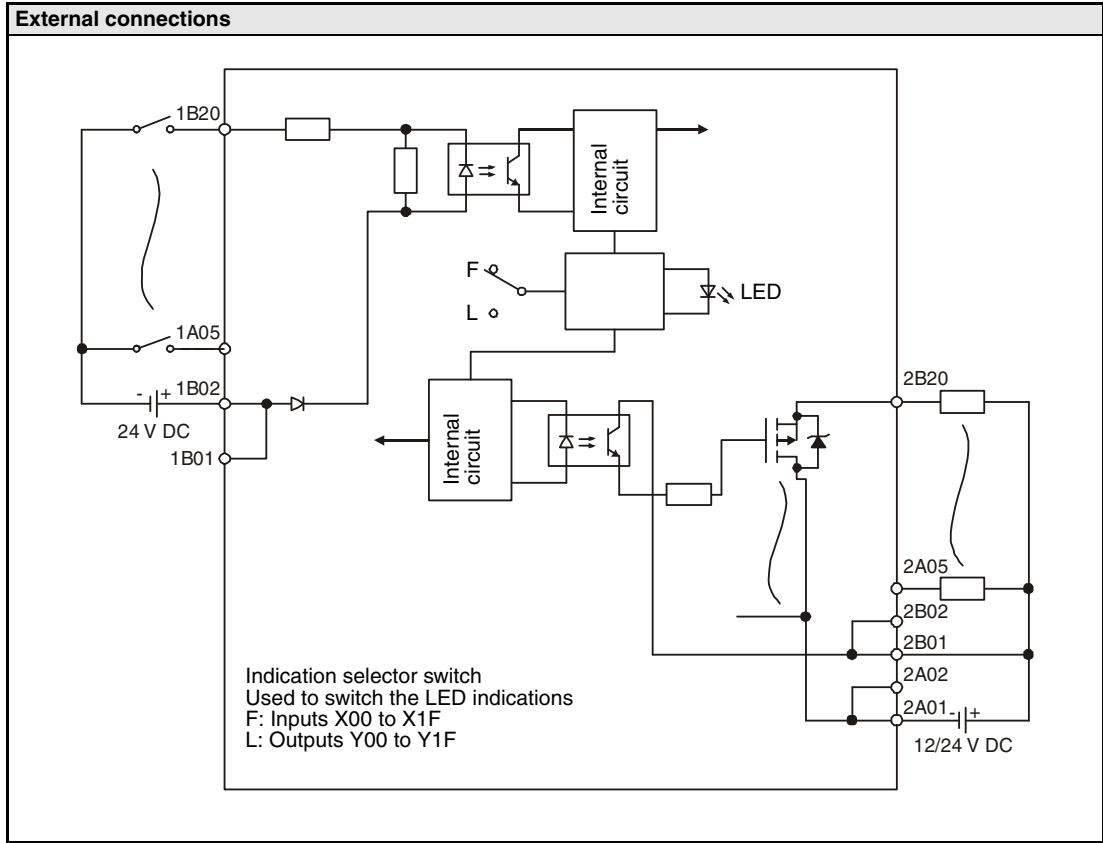 External connections
1B20
Internal
circuit
F
L
LED
1A05
- + 1B02
24 V DC
1B01
Internal
circuit
2B20
2A05
2B02
2B01
2A02
2A01 - +
12/24 V DC
Indication selector switch
Used to switch the LED indications
F: Inputs X00 to X1F
L: Outputs Y00 to Y1F